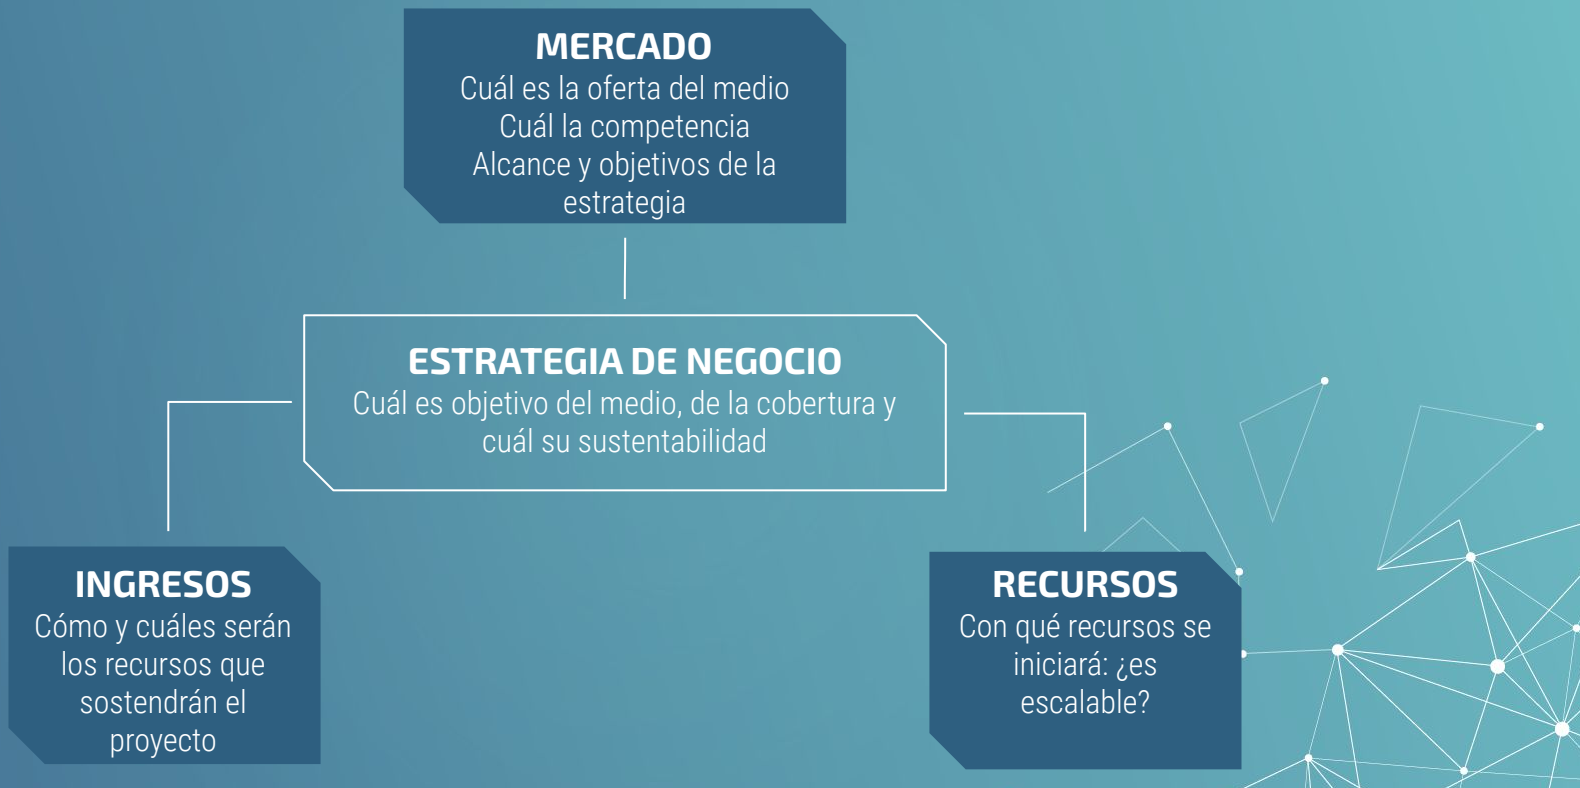 MERCADO
Cuál es la oferta del medio
Cuál la competencia
Alcance y objetivos de la
estrategia
ESTRATEGIA DE NEGOCIO
Cuál es objetivo del medio, de la cobertura y
cuál su sustentabilidad
INGRESOS
Cómo y cuáles serán
los recursos que
sostendrán el
proyecto
RECURSOS
Con qué recursos se
iniciará: ¿es
escalable?